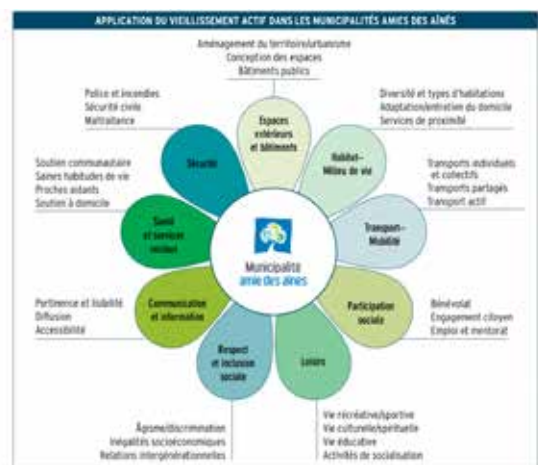 APPLICATION DU VIEILLISSEMENT ACTIF DANS LES MUNICIPALITÉS AMIES DES AÎNÉS
Aménagement du territoire/urbanisme
Conception des espaces
Bâtiments publics
Espaces
extérieurs
et bâtiments
Diversité et types d'habitations
Adaptation/entretien du domicile
Services de proximité
Habitat–
Milieu de vie
Transports individuels
et collectifs
Transports partagés
Transport actif
Transport–
Mobilité
Bénévolat
Engagement citoyen
Emploi et mentorat
Participation
sociale
Vie récréative/sportive
Vie culturelle/spirituelle
Vie éducative
Activités de socialisation
Loisirs
Âgisme/discrimination
Inégalités socioéconomiques
Relations intergénérationnelles
Respect
et inclusion
sociale
Pertinence et lisibilité
Diffusion
Accessibilité
Communication
et information
Soutien communautaire
Saines habitudes de vie
Proches aidants
Soutien à domicile
Santé
et services
sociaux
Police et incendies
Sécurité civile
Maltraitance
Sécurité
Municipalité
amie des aînés